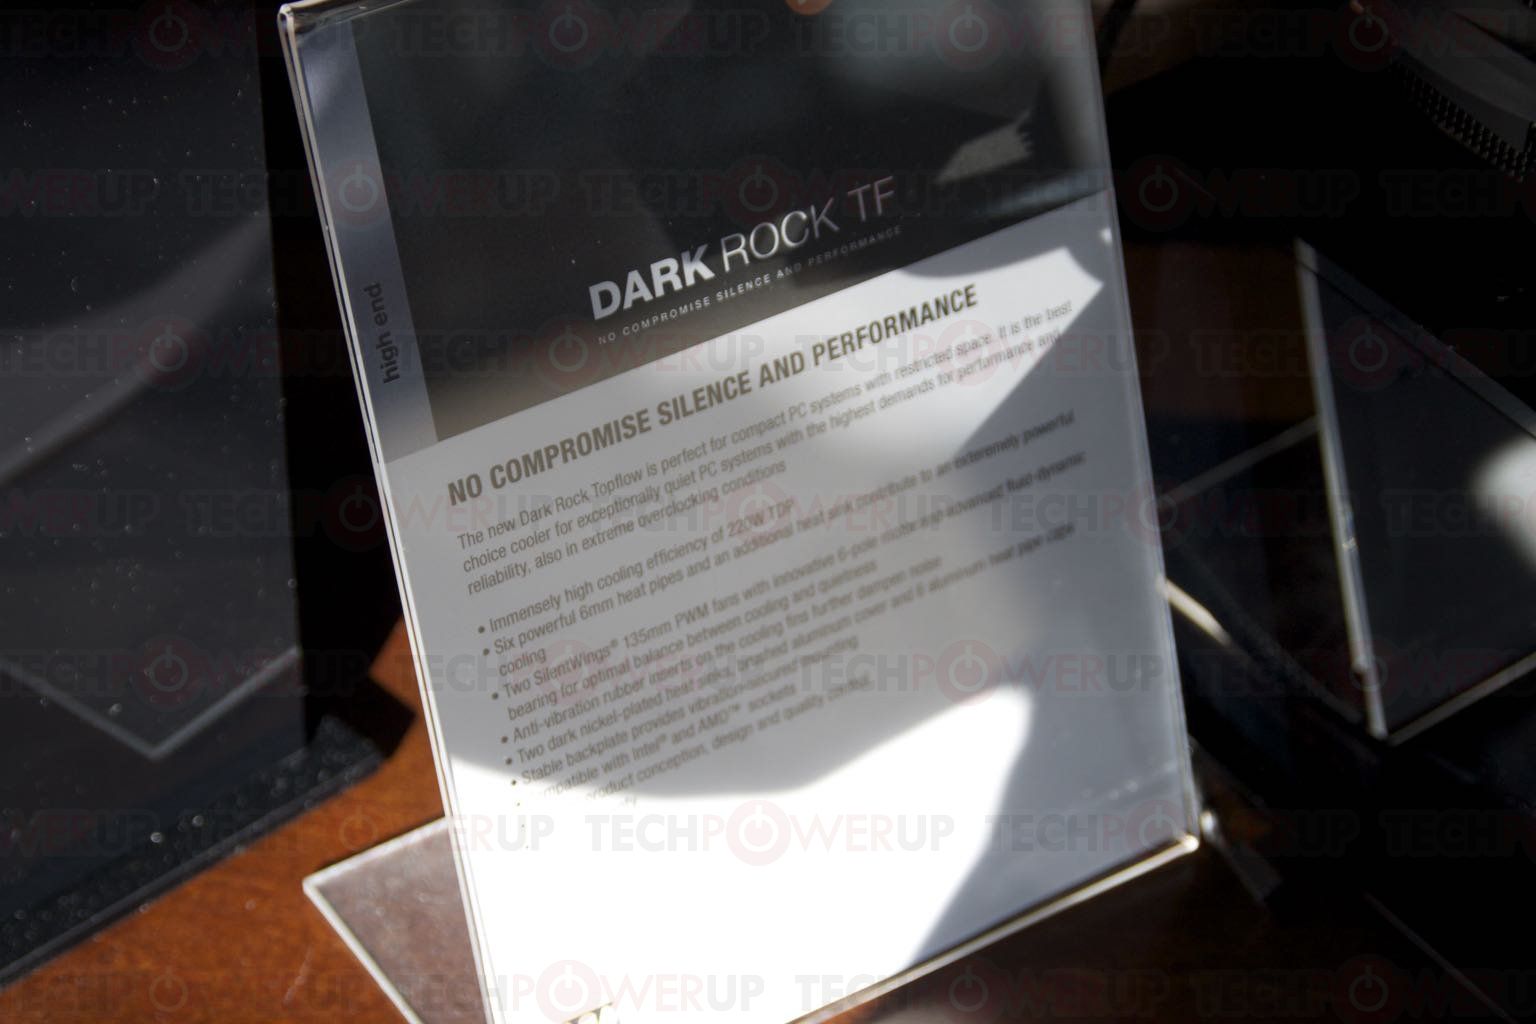 high end
DARK ROCK TF
NO COMPROMISE SILENCE AND PERFORMANCE
NO COMPROMISE SILENCE AND PERFORMANCE
The new Dark Rock Topflow is perfect for compact PC systems with restricted space. It is the best
choice cooler for exceptionally quiet PC systems with the highest demands for performance and
reliability, also in extreme overclocking conditions
• Immensely high cooling efficiency of 220W TDP
• Six powerful 6mm heat pipes and an additional heat sink contribute to an extremely powerful
cooling
• Two SilentWings® 135mm PWM fans with innovative 6-pole motor and advanced fluid-dynamic
bearing for optimal balance between cooling and quietness
• Anti-vibration rubber inserts on the cooling fins further dampen noise
• Two dark nickel-plated heat sinks, brushed aluminum cover and 6 aluminum heat pipe caps
• Stable backplate provides vibration-secured mounting
ompatible with Intel® and AMD™ sockets
product conception, design and quality control
TECHPOWERUP